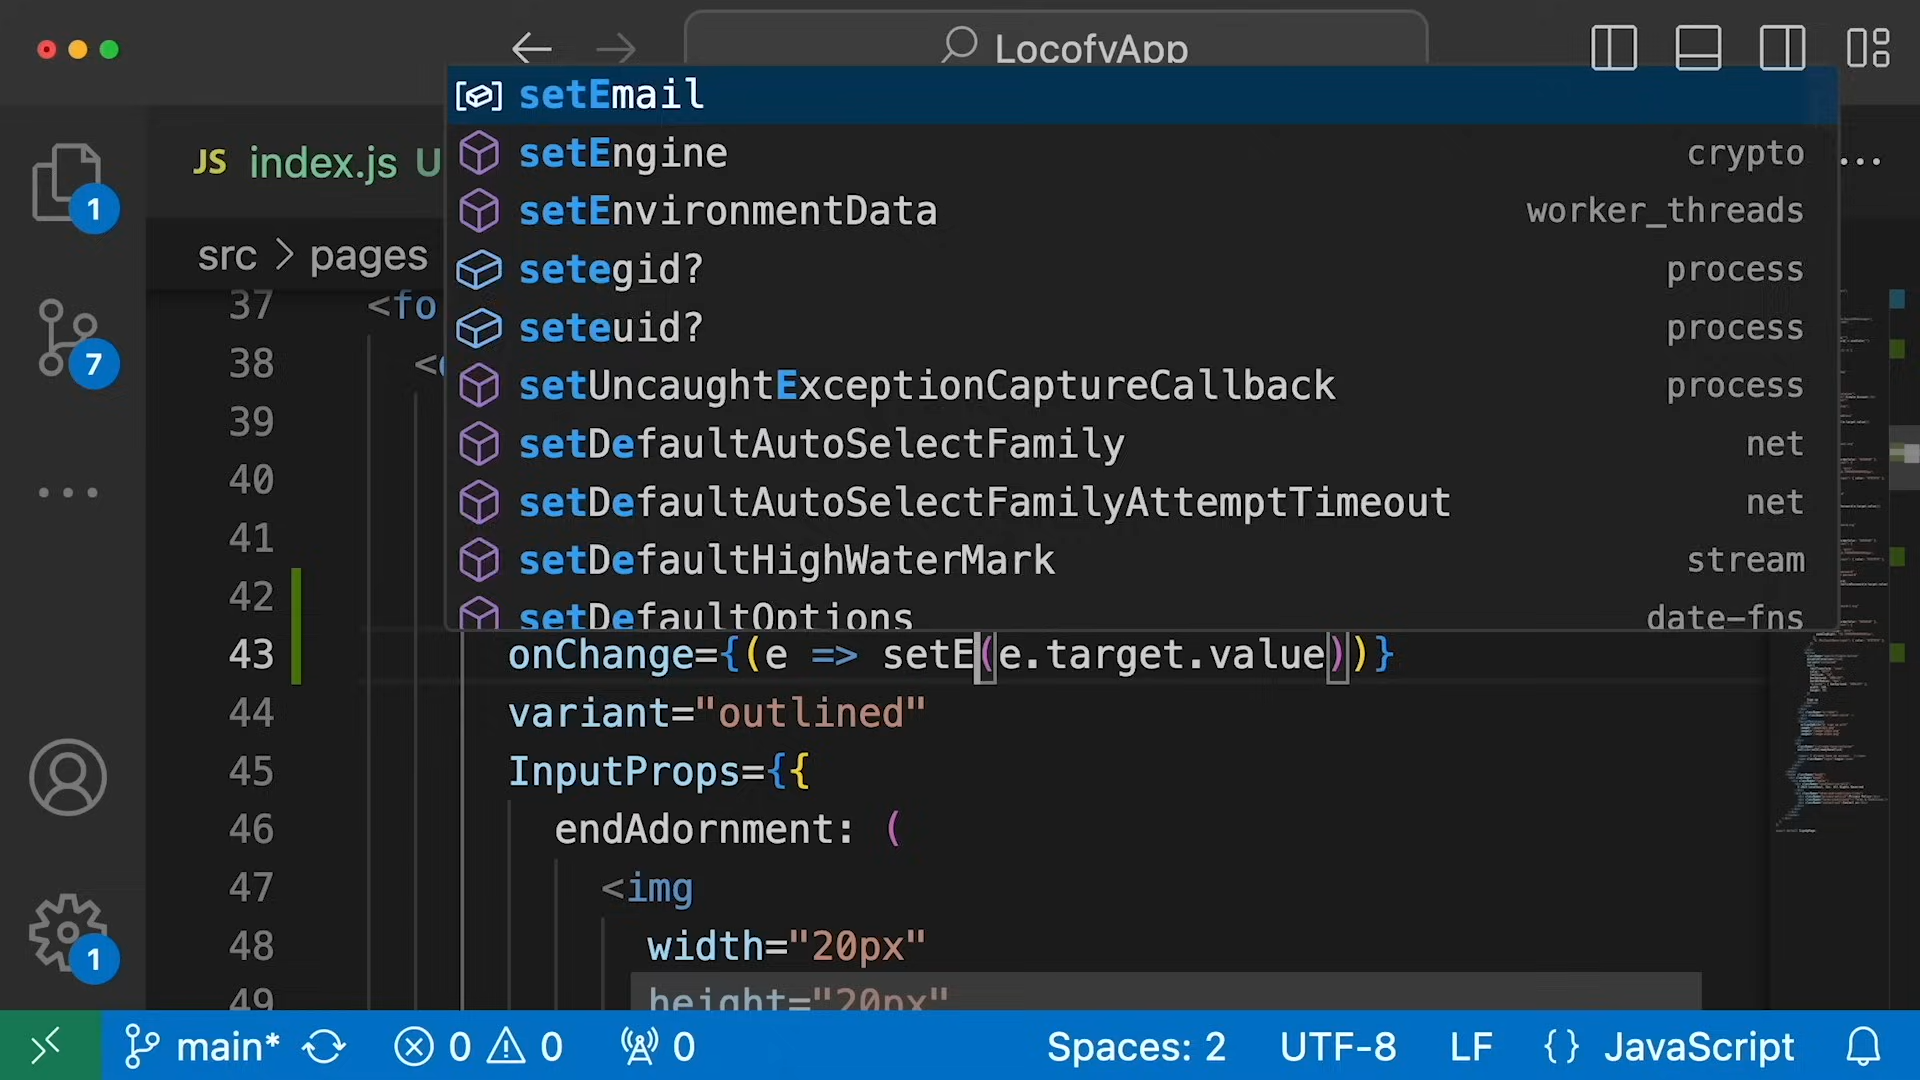 LocofyApp
JS index.js U
...
src > pages
setEmail
setEngine crypto
setEnvironmentData worker_threads
setegid? process
seteuid? process
setUncaughtExceptionCaptureCallback process
setDefaultAutoSelectFamily net
setDefaultAutoSelectFamilyAttemptTimeout net
setDefaultHighWaterMark stream
setDefaultOptions date-fns
1
7
1
37 <fo
38 <
39
40
41
42
43 onChange={(e => setE(e.target.value))}
44 variant="outlined"
45 InputProps={{
46 endAdornment: (
47 <img
48 width="20px"
49 height="20px"
main* 0 0 0 Spaces: 2 UTF-8 LF {} JavaScript